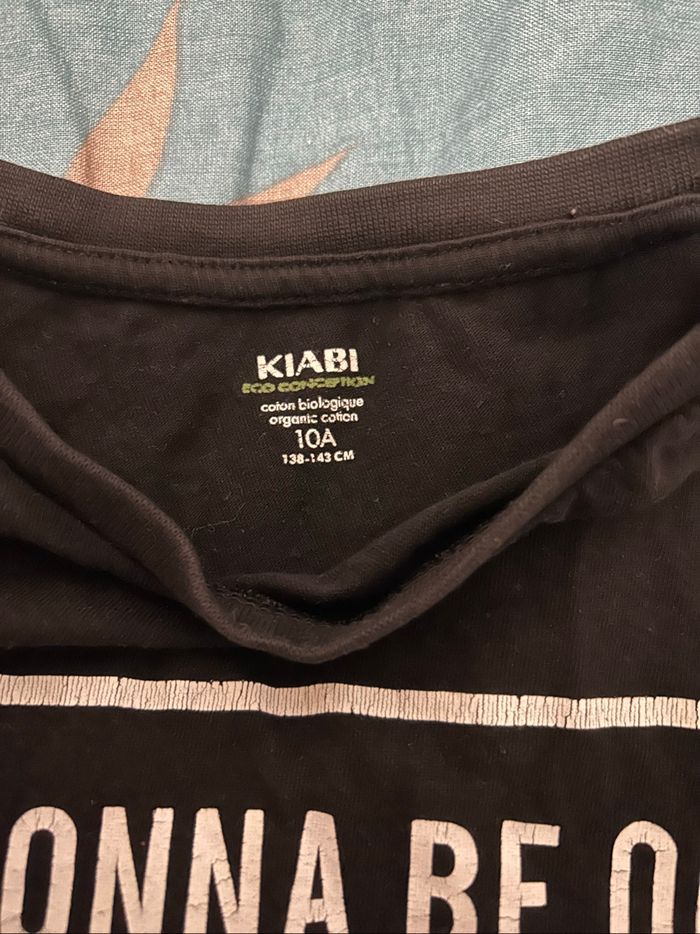 KIABI
ECO CONCEPTION
coton biologique
organic cotton
10A
138-143 CM
ONNA BE O